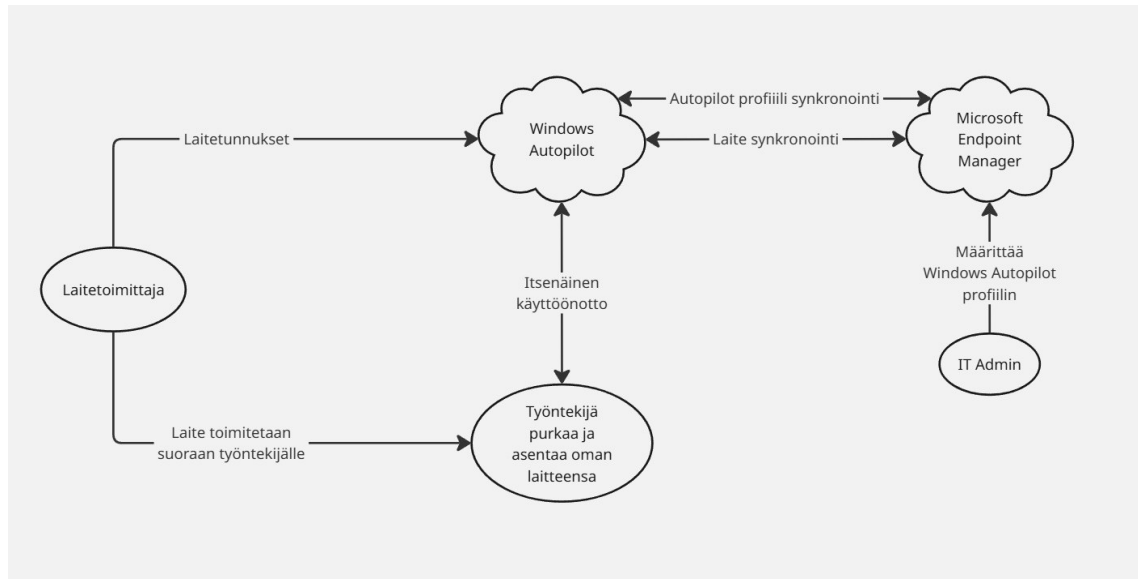 Windows
Autopilot
Autopilot profiiili synkronointi
Laite synkronointi
Microsoft
Endpoint
Manager
Laitetunnukset
Laitetoimittaja
Itsenäinen
käyttöönotto
Määrittää
Windows Autopilot
profiilin
IT Admin
Laite toimitetaan
suoraan työntekijälle
Työntekijä
purkaa ja
asentaa oman
laitteensa